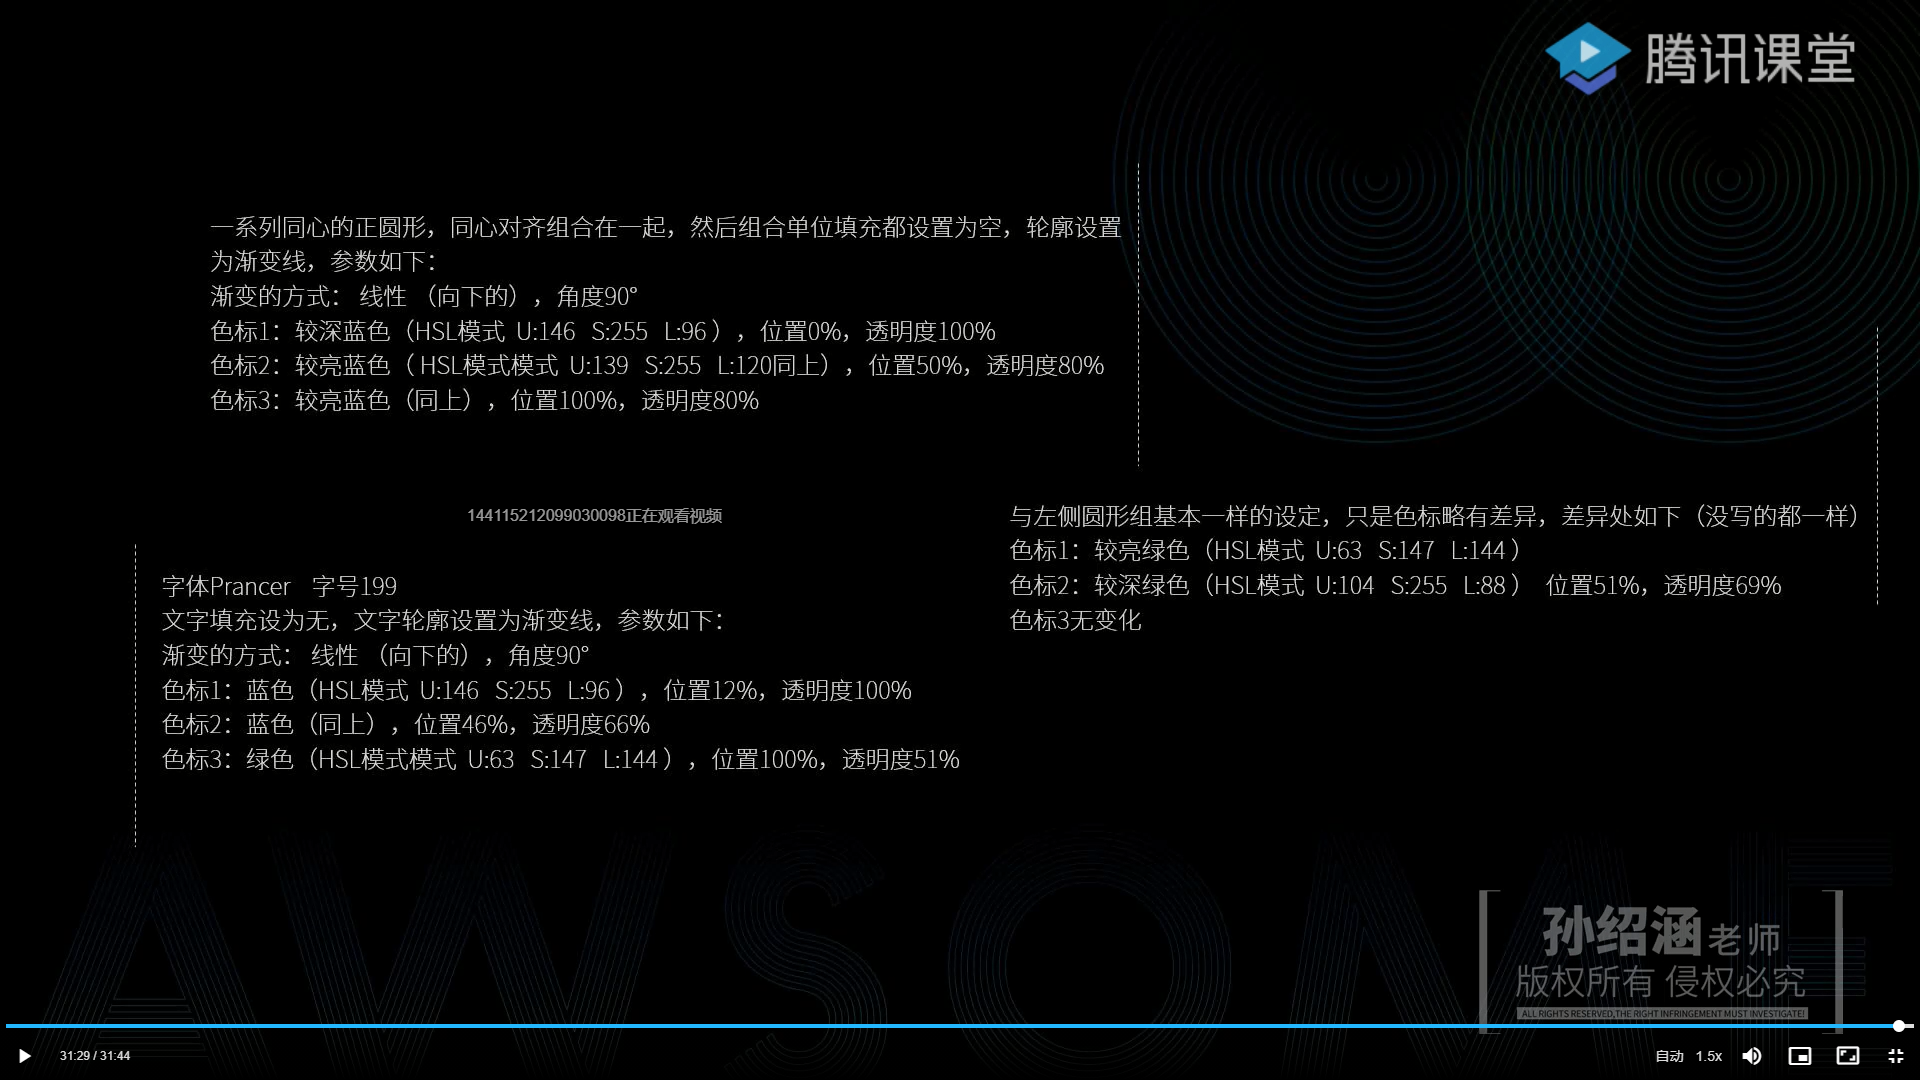 腾讯课堂
一系列同心的正圆形，同心对齐组合在一起，然后组合单位填充都设置为空，轮廓设置
为渐变线，参数如下：
渐变的方式： 线性 （向下的），角度90°
色标1：较深蓝色（HSL模式 U:146 S:255 L:96 ），位置0%，透明度100%
色标2：较亮蓝色（ HSL模式模式 U:139 S:255 L:120同上），位置50%，透明度80%
色标3：较亮蓝色（同上），位置100%，透明度80%
144115212099030098正在观看视频
与左侧圆形组基本一样的设定，只是色标略有差异，差异处如下（没写的都一样）
色标1：较亮绿色（HSL模式 U:63 S:147 L:144 ）
色标2：较深绿色（HSL模式 U:104 S:255 L:88 ） 位置51%，透明度69%
色标3无变化
字体Prancer 字号199
文字填充设为无，文字轮廓设置为渐变线，参数如下：
渐变的方式： 线性 （向下的），角度90°
色标1：蓝色（HSL模式 U:146 S:255 L:96 ），位置12%，透明度100%
色标2：蓝色（同上），位置46%，透明度66%
色标3：绿色（HSL模式模式 U:63 S:147 L:144 ），位置100%，透明度51%
AWSOME
孙绍涵老师
版权所有 侵权必究
ALL RIGHTS RESERVED,THE RIGHT INFRINGEMENT MUST INVESTIGATE!
31:29 / 31:44
自动 1.5x